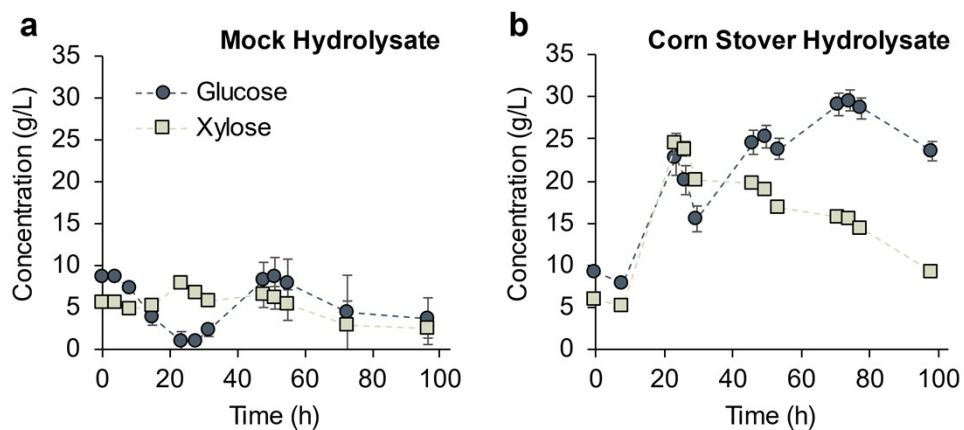 a
Mock Hydrolysate
Concentration (g/L)
35
30
25
20
15
10
5
0
Glucose
Xylose
0 20 40 60 80 100
Time (h)
b
Corn Stover Hydrolysate
Concentration (g/L)
35
30
25
20
15
10
5
0
0 20 40 60 80 100
Time (h)